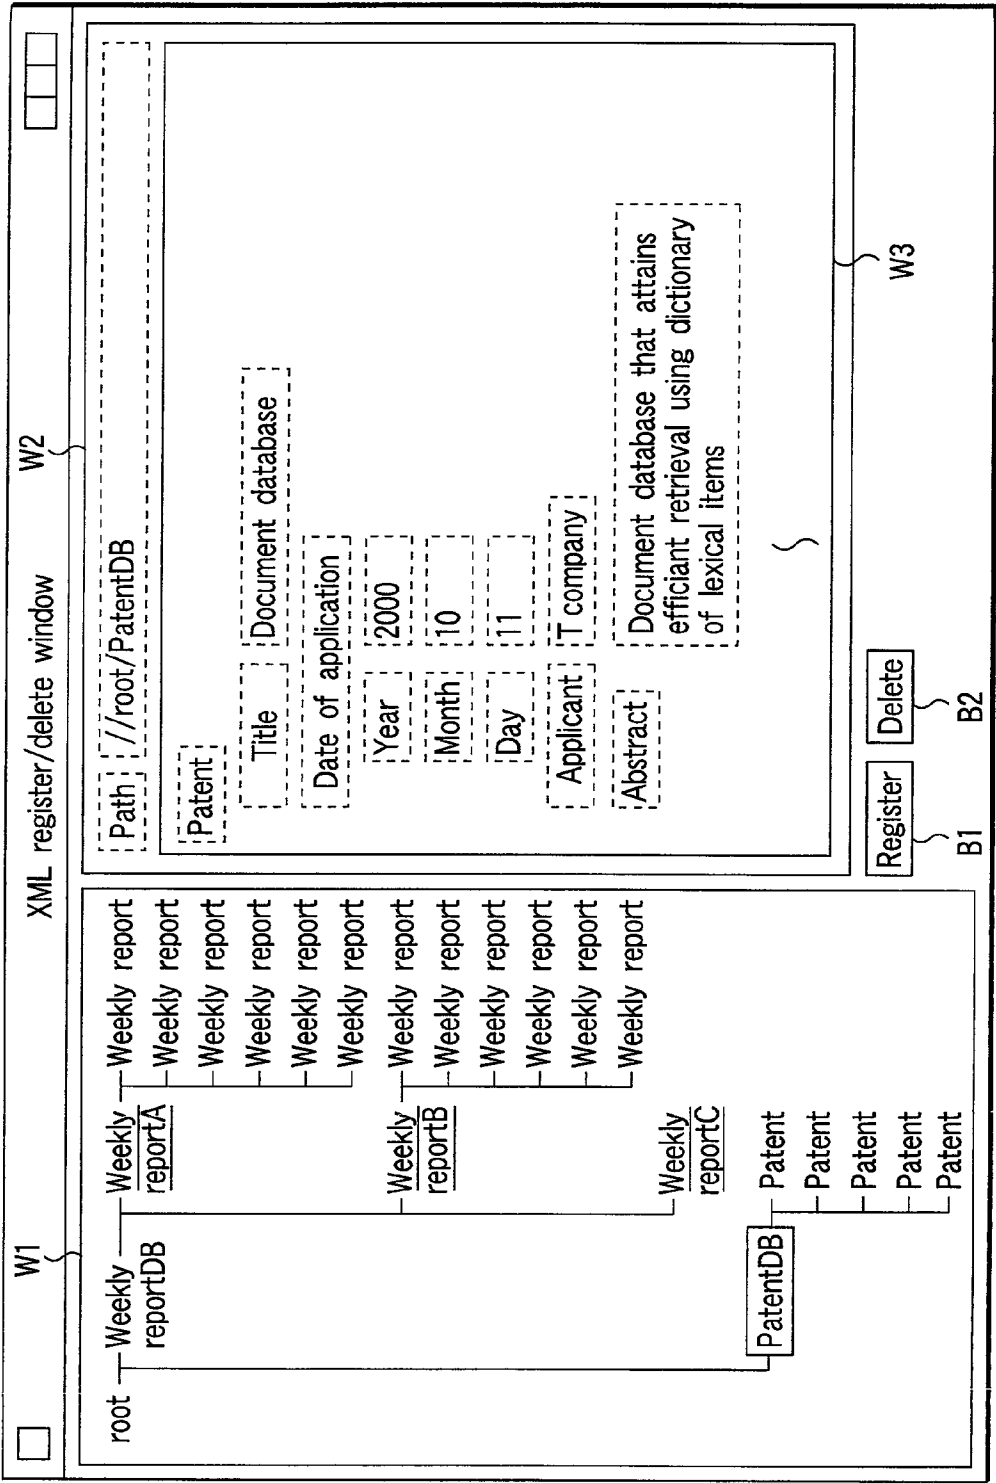 XML register/delete window
W1
W2
root
Weekly
reportDB
Weekly
reportA
Weekly report
Weekly report
Weekly report
Weekly report
Weekly report
Weekly report
Weekly
reportB
Weekly report
Weekly report
Weekly report
Weekly report
Weekly report
Weekly report
Weekly
reportC
PatentDB
Patent
Patent
Patent
Patent
Patent
Path //root/PatentDB
Patent
Title Document database
Date of application
Year 2000
Month 10
Day 11
Applicant T company
Abstract Document database that attains
efficiant retrieval using dictionary
of lexical items
Register Delete
B1 B2 W3